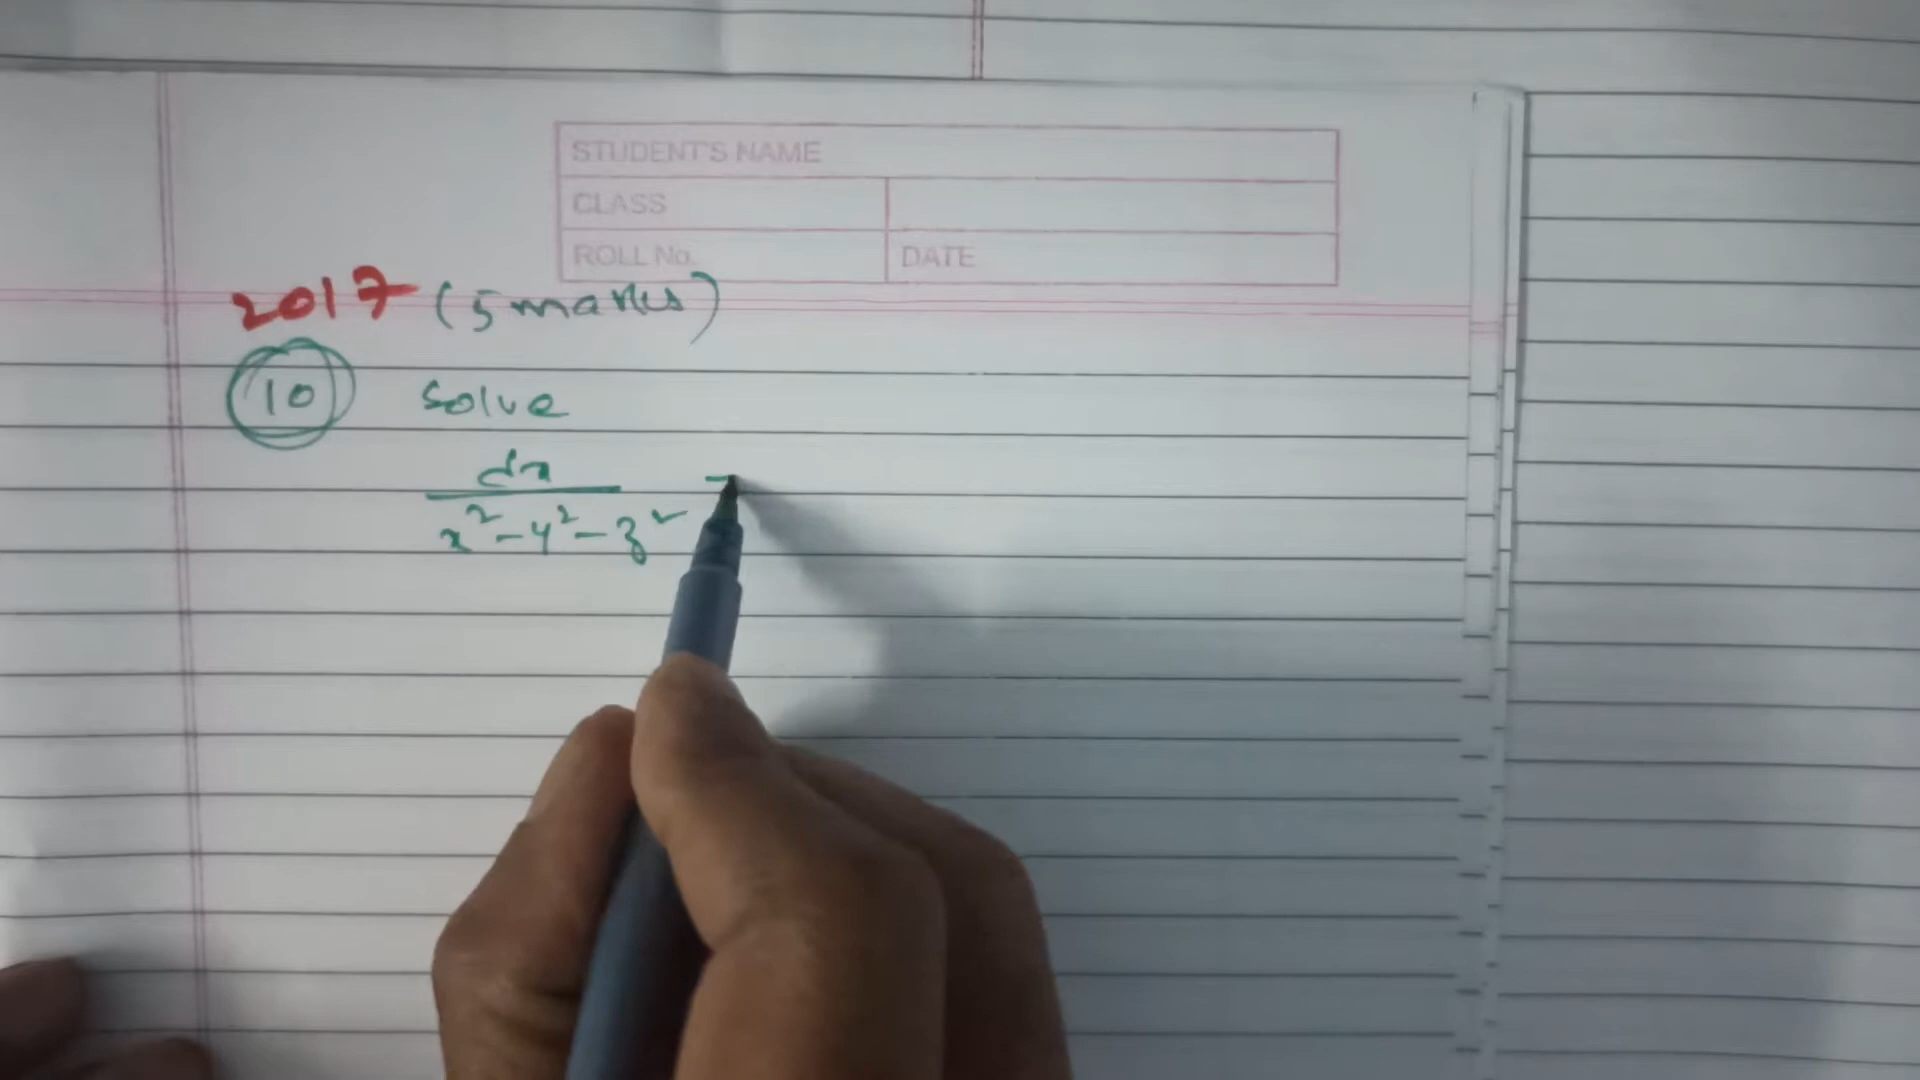 STUDENT'S NAME
CLASS
ROLL No.
DATE
2017 (5 marks)
10 Solve
dx
x² - y² - z²